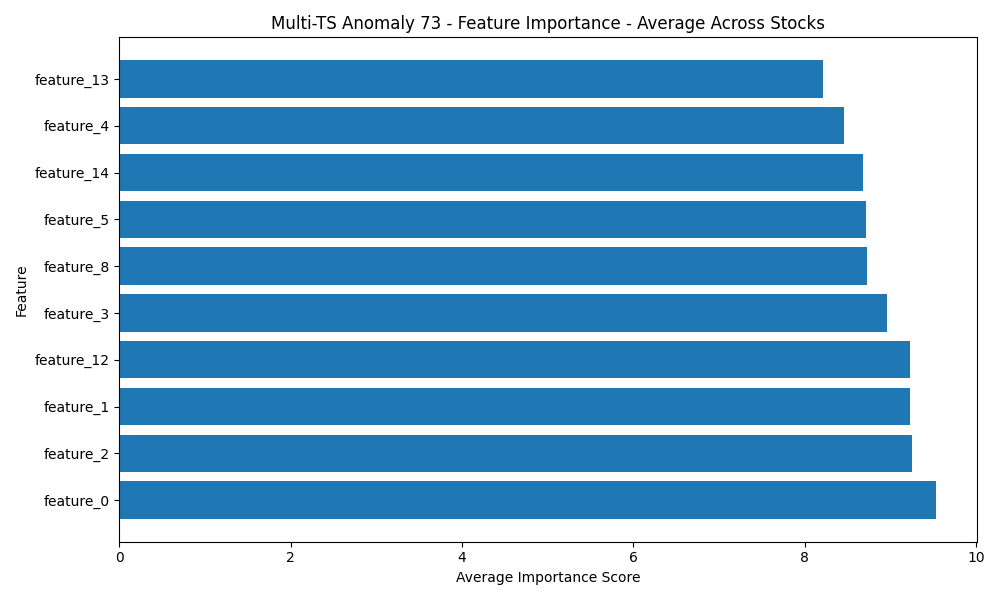 Multi-TS Anomaly 73 - Feature Importance - Average Across Stocks
feature_13
feature_4
feature_14
feature_5
feature_8
feature_3
feature_12
feature_1
feature_2
feature_0
Feature
0 2 4 6 8 10
Average Importance Score